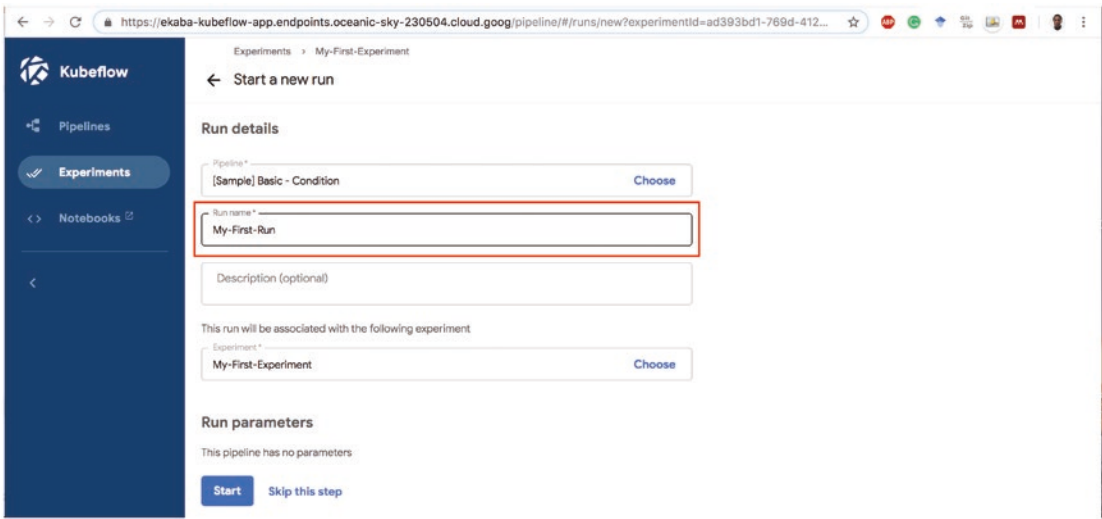 https://ekaba-kubeflow-app.endpoints.oceanic-sky-230504.cloud.goog/pipeline/#/runs/new?experimentId=ad393bd1-769d-412...
ABP
Kubeflow
Experiments > My-First-Experiment
Start a new run
Pipelines
Experiments
Notebooks
Run details
Pipeline*
[Sample] Basic - Condition
Choose
Run name*
My-First-Run
Description (optional)
This run will be associated with the following experiment
Experiment*
My-First-Experiment
Choose
Run parameters
This pipeline has no parameters
Start
Skip this step